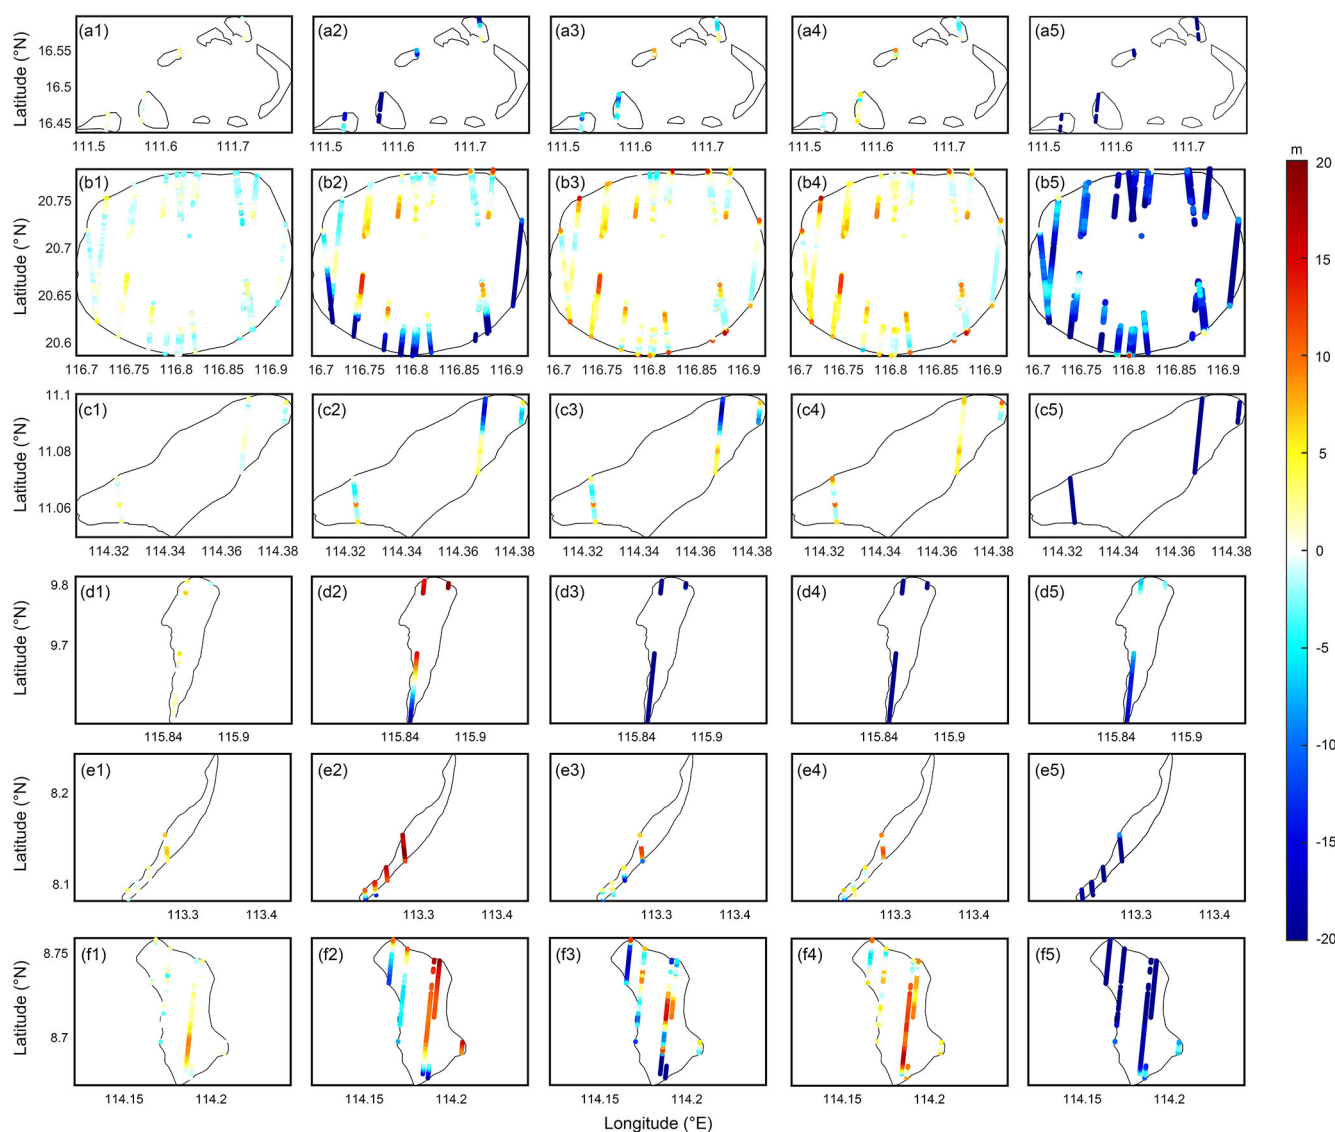 (a1) (a2) (a3) (a4) (a5)
Latitude (°N)
16.55
16.5
16.45
111.5 111.6 111.7 111.5 111.6 111.7 111.5 111.6 111.7 111.5 111.6 111.7 111.5 111.6 111.7
m
(b1) (b2) (b3) (b4) (b5)
Latitude (°N)
20.75
20.7
20.65
20.6
116.7 116.75 116.8 116.85 116.9 116.7 116.75 116.8 116.85 116.9 116.7 116.75 116.8 116.85 116.9 116.7 116.75 116.8 116.85 116.9 116.7 116.75 116.8 116.85 116.9
(c1) (c2) (c3) (c4) (c5)
Latitude (°N)
11.1
11.08
11.06
114.32 114.34 114.36 114.38 114.32 114.34 114.36 114.38 114.32 114.34 114.36 114.38 114.32 114.34 114.36 114.38 114.32 114.34 114.36 114.38
(d1) (d2) (d3) (d4) (d5)
Latitude (°N)
9.8
9.7
115.84 115.9 115.84 115.9 115.84 115.9 115.84 115.9 115.84 115.9
(e1) (e2) (e3) (e4) (e5)
Latitude (°N)
8.2
8.1
113.3 113.4 113.3 113.4 113.3 113.4 113.3 113.4 113.3 113.4
(f1) (f2) (f3) (f4) (f5)
Latitude (°N)
8.75
8.7
114.15 114.2 114.15 114.2 114.15 114.2 114.15 114.2 114.15 114.2
Longitude (°E)
20
15
10
5
0
-5
-10
-15
-20